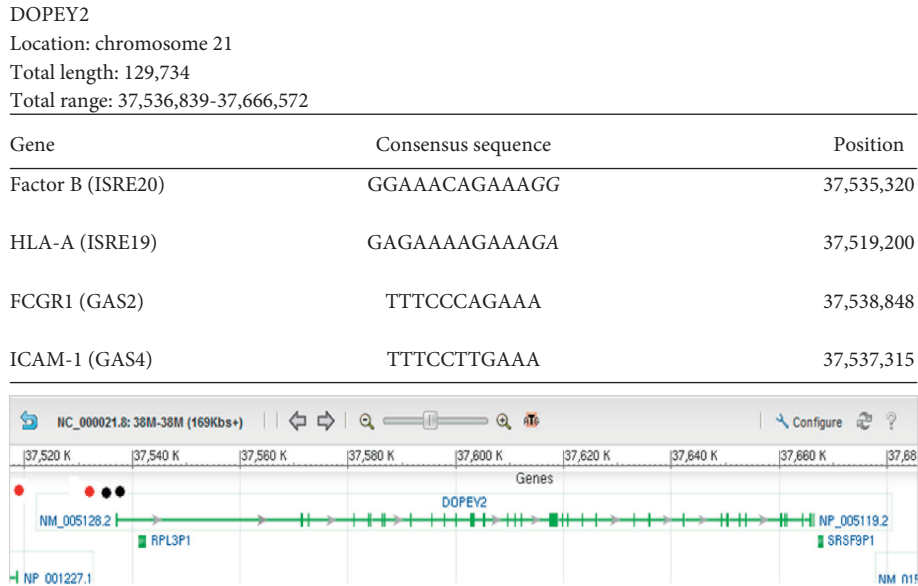 DOPEY2
Location: chromosome 21
Total length: 129,734
Total range: 37,536,839-37,666,572
Gene Consensus sequence Position
Factor B (ISRE20) GGAAACAGAAAGG 37,535,320
HLA-A (ISRE19) GAGAAAAGAAAGA 37,519,200
FCGR1 (GAS2) TTTCCCAGAAA 37,538,848
ICAM-1 (GAS4) TTTCCTTGAAA 37,537,315
NC_000021.8: 38M-38M (169Kbs+) Configure ?
37,520 K 37,540 K 37,560 K 37,580 K 37,600 K 37,620 K 37,640 K 37,660 K 37,68
Genes
DOPEY2
NM_005128.2 NP_005119.2
RPL3P1 SRSF9P1
NP_001227.1 NM_015